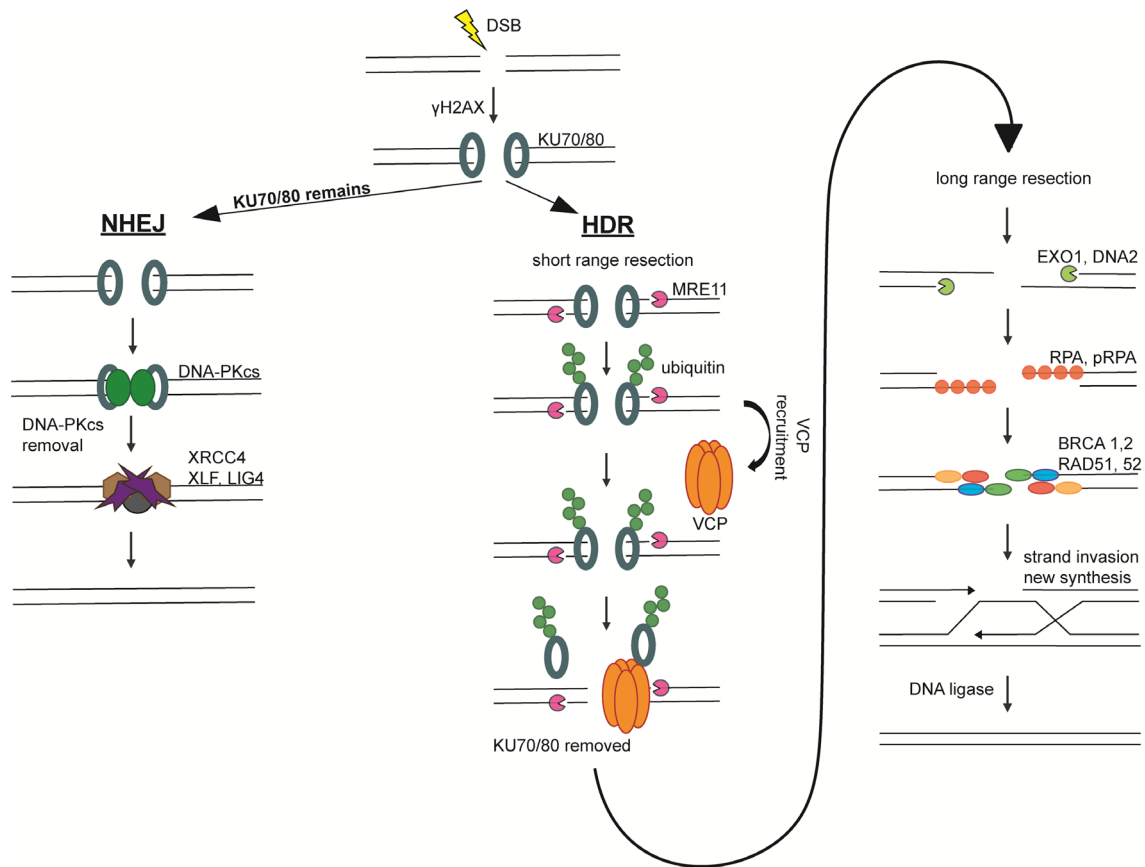 DSB
γH2AX
KU70/80
KU70/80 remains
NHEJ
DNA-PKcs
DNA-PKcs
removal
XRCC4
XLF, LIG4
HDR
short range resection
MRE11
ubiquitin
VCP
recruitment
VCP
KU70/80 removed
long range resection
EXO1, DNA2
RPA, pRPA
BRCA 1,2
RAD51, 52
strand invasion
new synthesis
DNA ligase